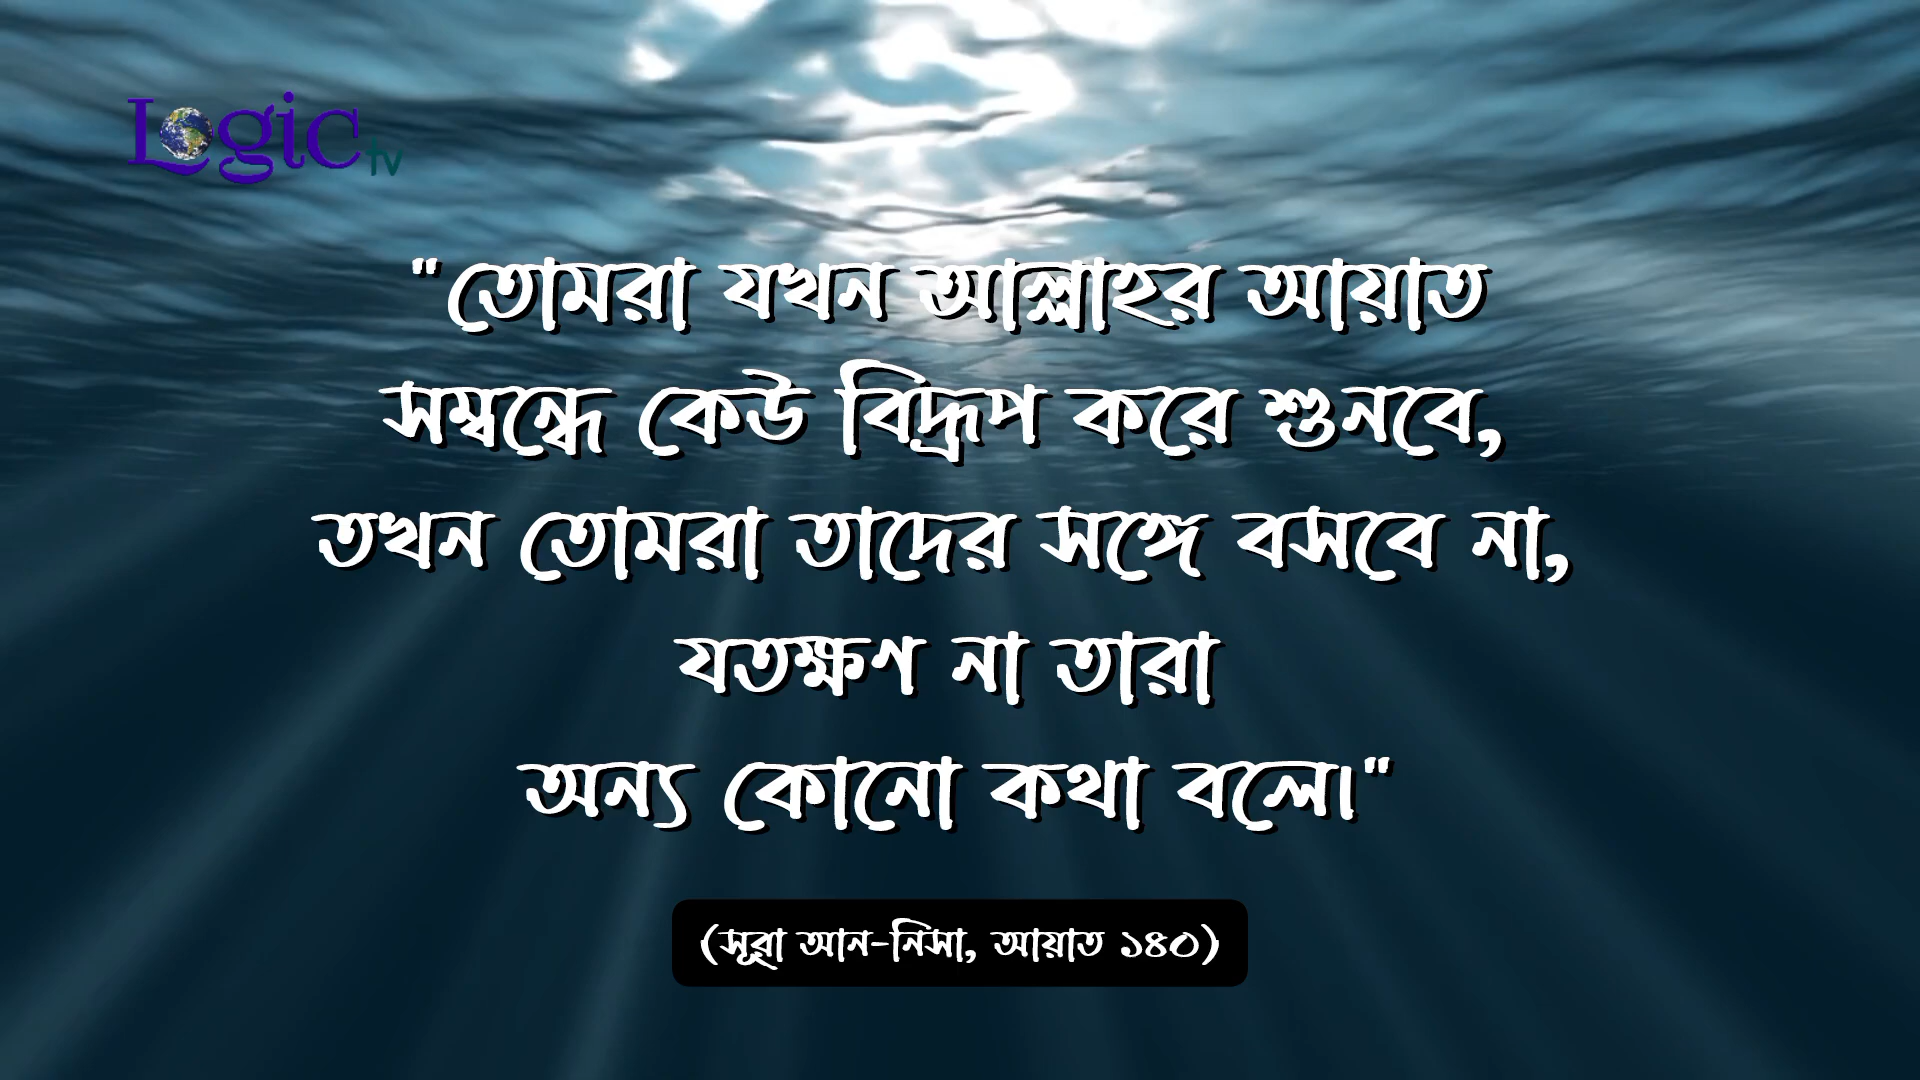 Logic tv
"তোমরা যখন আল্লাহর আয়াত
সম্বন্ধে কেউ বিদ্রূপ করে শুনবে,
তখন তোমরা তাদের সঙ্গে বসবে না,
যতক্ষণ না তারা
অন্য কোনো কথা বলে।"
(সূরা আন-নিসা, আয়াত ১৪০)